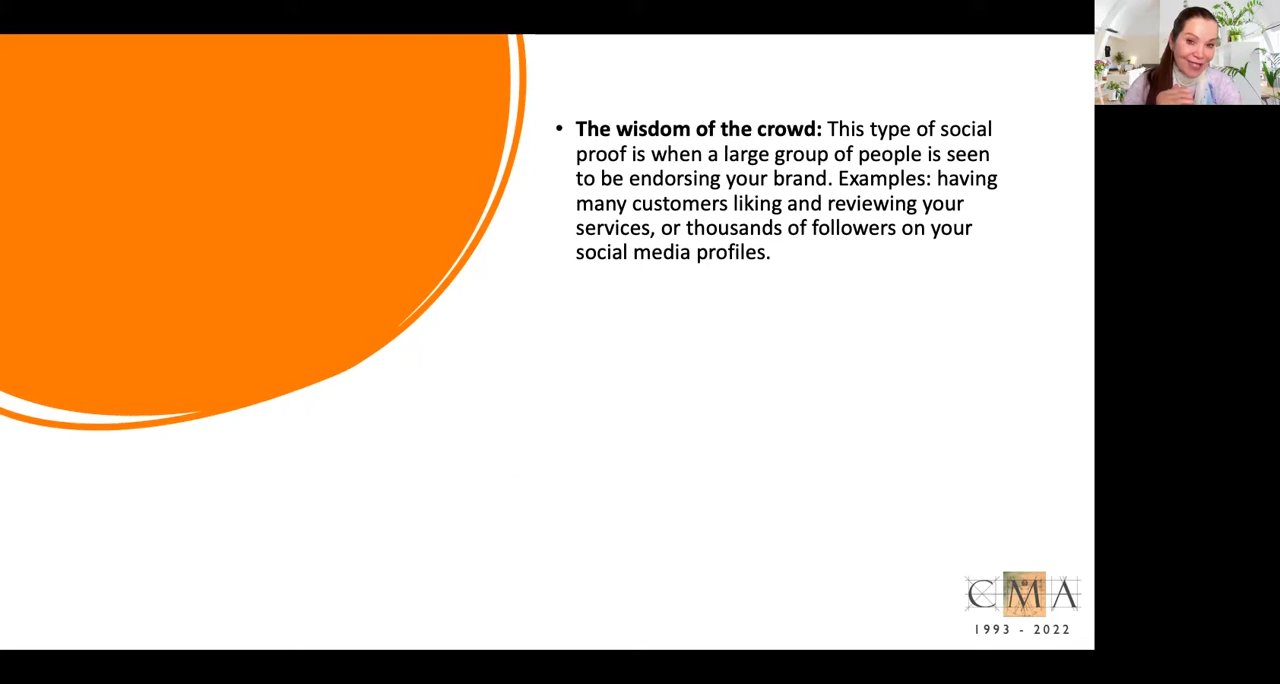 • The wisdom of the crowd: This type of social
proof is when a large group of people is seen
to be endorsing your brand. Examples: having
many customers liking and reviewing your
services, or thousands of followers on your
social media profiles.
CMA
1993 - 2022